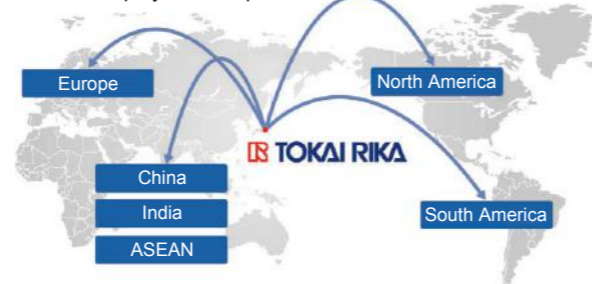 Europe
North America
TOKAI RIKA
China
India
South America
ASEAN